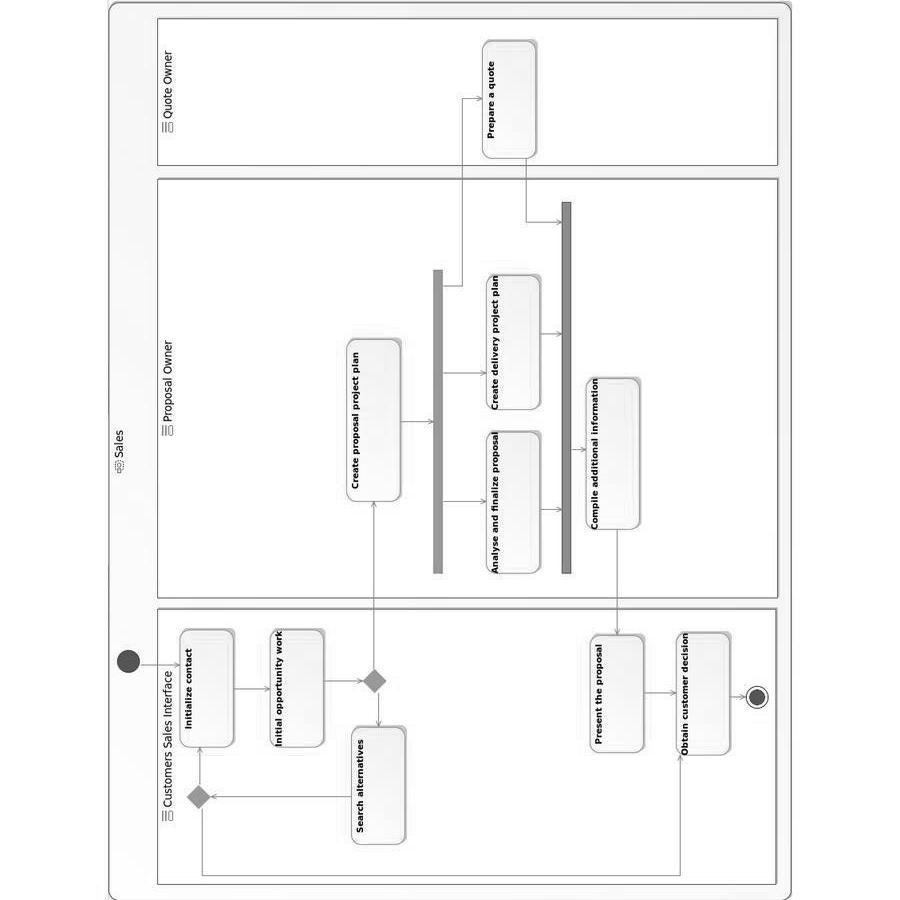 Sales
Quote Owner
Prepare a quote
Proposal Owner
Create proposal project plan
Create delivery project plan
Analyse and finalize proposal
Compile additional information
Customers Sales Interface
Initialize contact
Initial opportunity work
Search alternatives
Present the proposal
Obtain customer decision